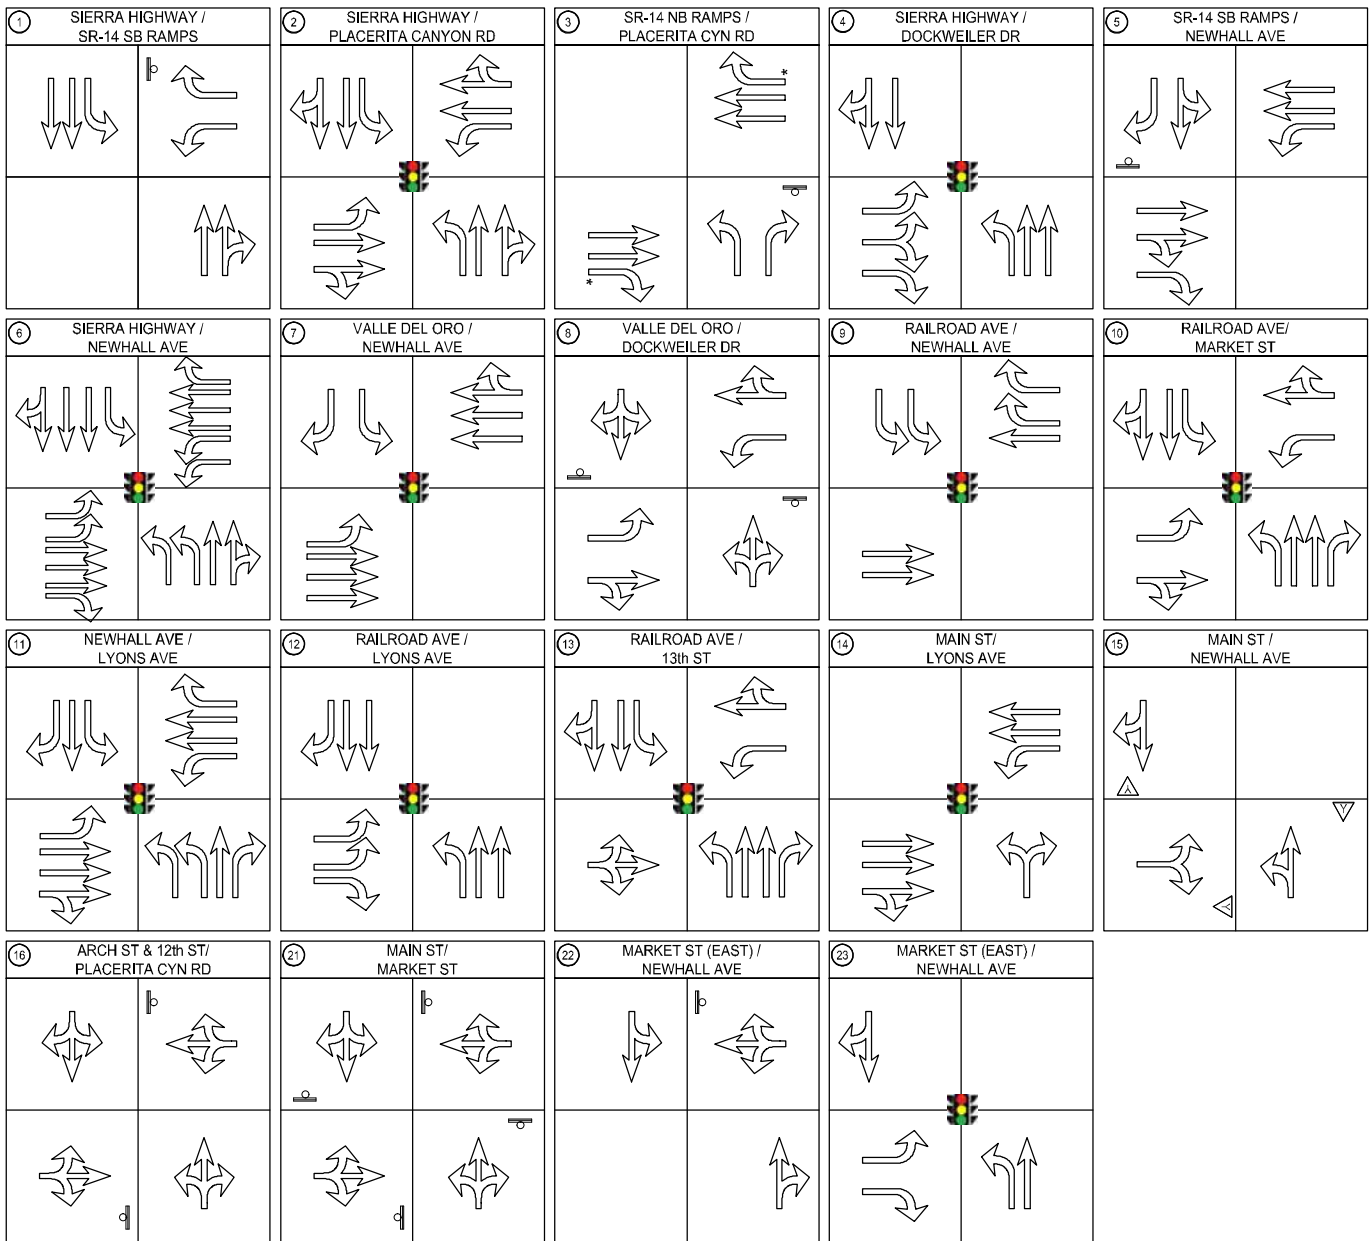 1
SIERRA HIGHWAY /
SR-14 SB RAMPS
2
SIERRA HIGHWAY /
PLACERITA CANYON RD
3
SR-14 NB RAMPS /
PLACERITA CYN RD
*
*
4
SIERRA HIGHWAY /
DOCKWEILER DR
5
SR-14 SB RAMPS /
NEWHALL AVE
6
SIERRA HIGHWAY /
NEWHALL AVE
7
VALLE DEL ORO /
NEWHALL AVE
8
VALLE DEL ORO /
DOCKWEILER DR
9
RAILROAD AVE /
NEWHALL AVE
10
RAILROAD AVE/
MARKET ST
11
NEWHALL AVE /
LYONS AVE
12
RAILROAD AVE /
LYONS AVE
13
RAILROAD AVE /
13th ST
14
MAIN ST/
LYONS AVE
15
MAIN ST /
NEWHALL AVE
Y
Y
Y
16
ARCH ST & 12th ST/
PLACERITA CYN RD
21
MAIN ST/
MARKET ST
22
MARKET ST (EAST) /
NEWHALL AVE
23
MARKET ST (EAST) /
NEWHALL AVE